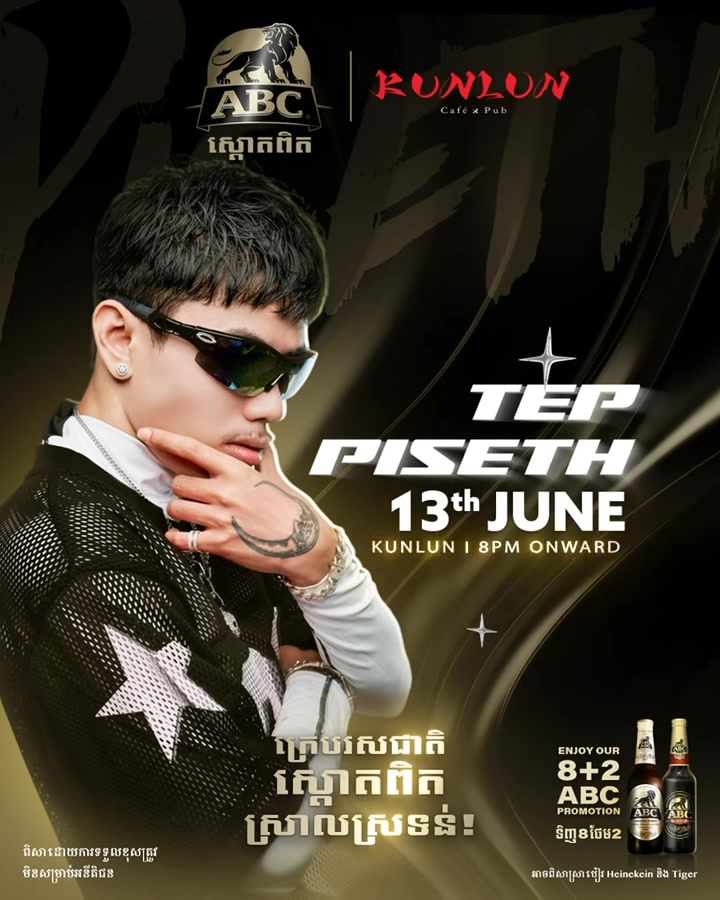 PISETH
ABC
ស្តោតពិត
KUNLUN
Café x Pub
TEP
PISETH
13th JUNE
KUNLUN | 8PM ONWARD
ក្រេបរសជាតិ
ស្តោតពិត
ស្រាលស្រទន់!
ENJOY OUR
8+2
ABC
PROMOTION
ទិញ8ថែម2
ABC
ABC
ពិសាដោយការទទួលខុសត្រូវ
មិនសម្រាប់អនីតិជន
អាចពិសាស្រាបៀរ Heinekein និង Tiger